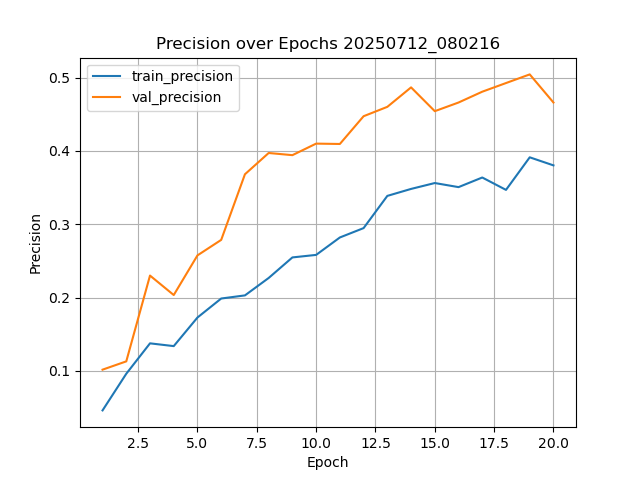 Precision over Epochs 20250712_080216
train_precision
val_precision
0.5
0.4
0.3
0.2
0.1
Precision
2.5 5.0 7.5 10.0 12.5 15.0 17.5 20.0
Epoch